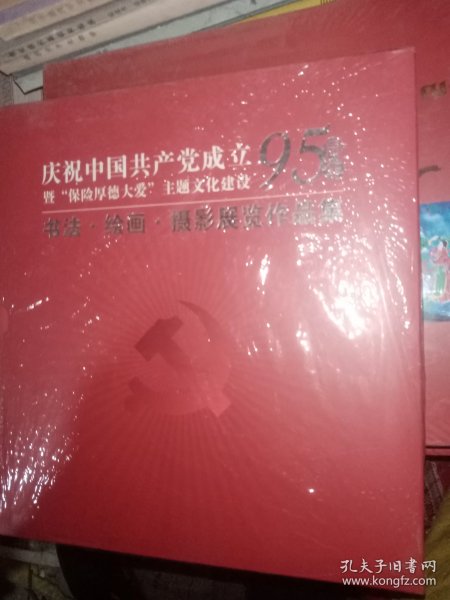 庆祝中国共产党成立95周年
暨“保险厚德大爱”主题文化建设
书法·绘画·摄影展览作品集
孔夫子旧书网
www.kongfz.com